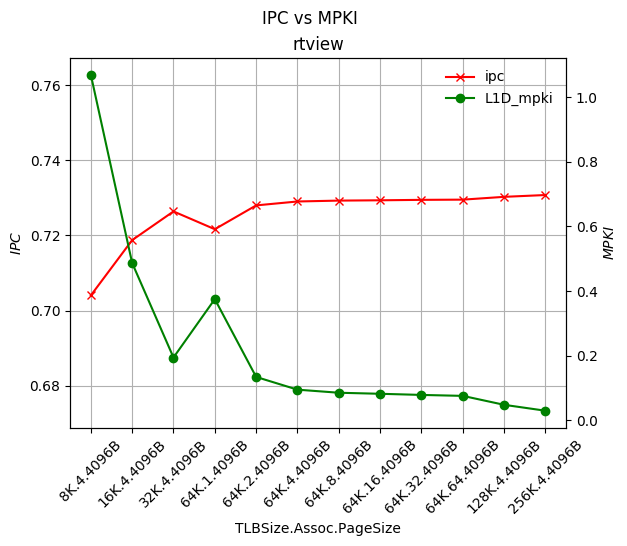 IPC vs MPKI
rtview
ipc
L1D_mpki
0.76
0.74
0.72
0.70
0.68
IPC
1.0
0.8
0.6
0.4
0.2
0.0
MPKI
8K.4.4096B
16K.4.4096B
32K.4.4096B
64K.1.4096B
64K.2.4096B
64K.4.4096B
64K.8.4096B
64K.16.4096B
64K.32.4096B
64K.64.4096B
128K.4.4096B
256K.4.4096B
TLBSize.Assoc.PageSize